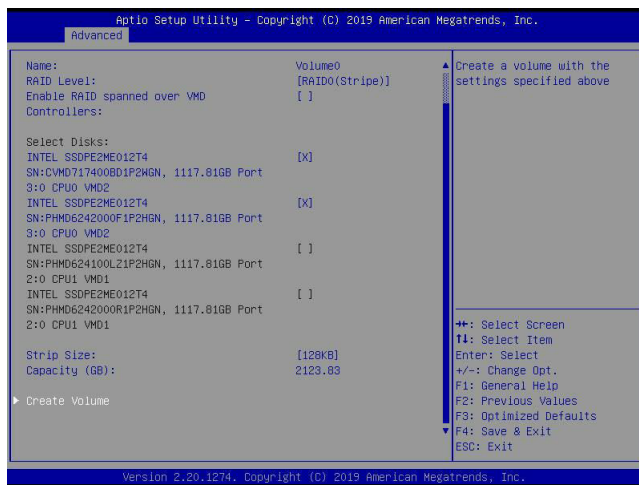 Aptio Setup Utility – Copyright (C) 2019 American Megatrends, Inc.
Advanced
Name: Volume0
RAID Level: [RAID0(Stripe)]
Enable RAID spanned over VMD [ ]
Controllers:
Select Disks:
INTEL SSDPE2ME012T4 [X]
SN:CVMD717400BD1P2WGN, 1117.81GB Port
3:0 CPU0 VMD2
INTEL SSDPE2ME012T4 [X]
SN:PHMD6242000F1P2HGN, 1117.81GB Port
3:0 CPU0 VMD2
INTEL SSDPE2ME012T4 [ ]
SN:PHMD624100LZ1P2HGN, 1117.81GB Port
2:0 CPU1 VMD1
INTEL SSDPE2ME012T4 [ ]
SN:PHMD6242000R1P2HGN, 1117.81GB Port
2:0 CPU1 VMD1
Strip Size: [128KB]
Capacity (GB): 2123.83
Create Volume
Create a volume with the
settings specified above
→←: Select Screen
↑↓: Select Item
Enter: Select
+/-: Change Opt.
F1: General Help
F2: Previous Values
F3: Optimized Defaults
F4: Save & Exit
ESC: Exit
Version 2.20.1274. Copyright (C) 2019 American Megatrends, Inc.